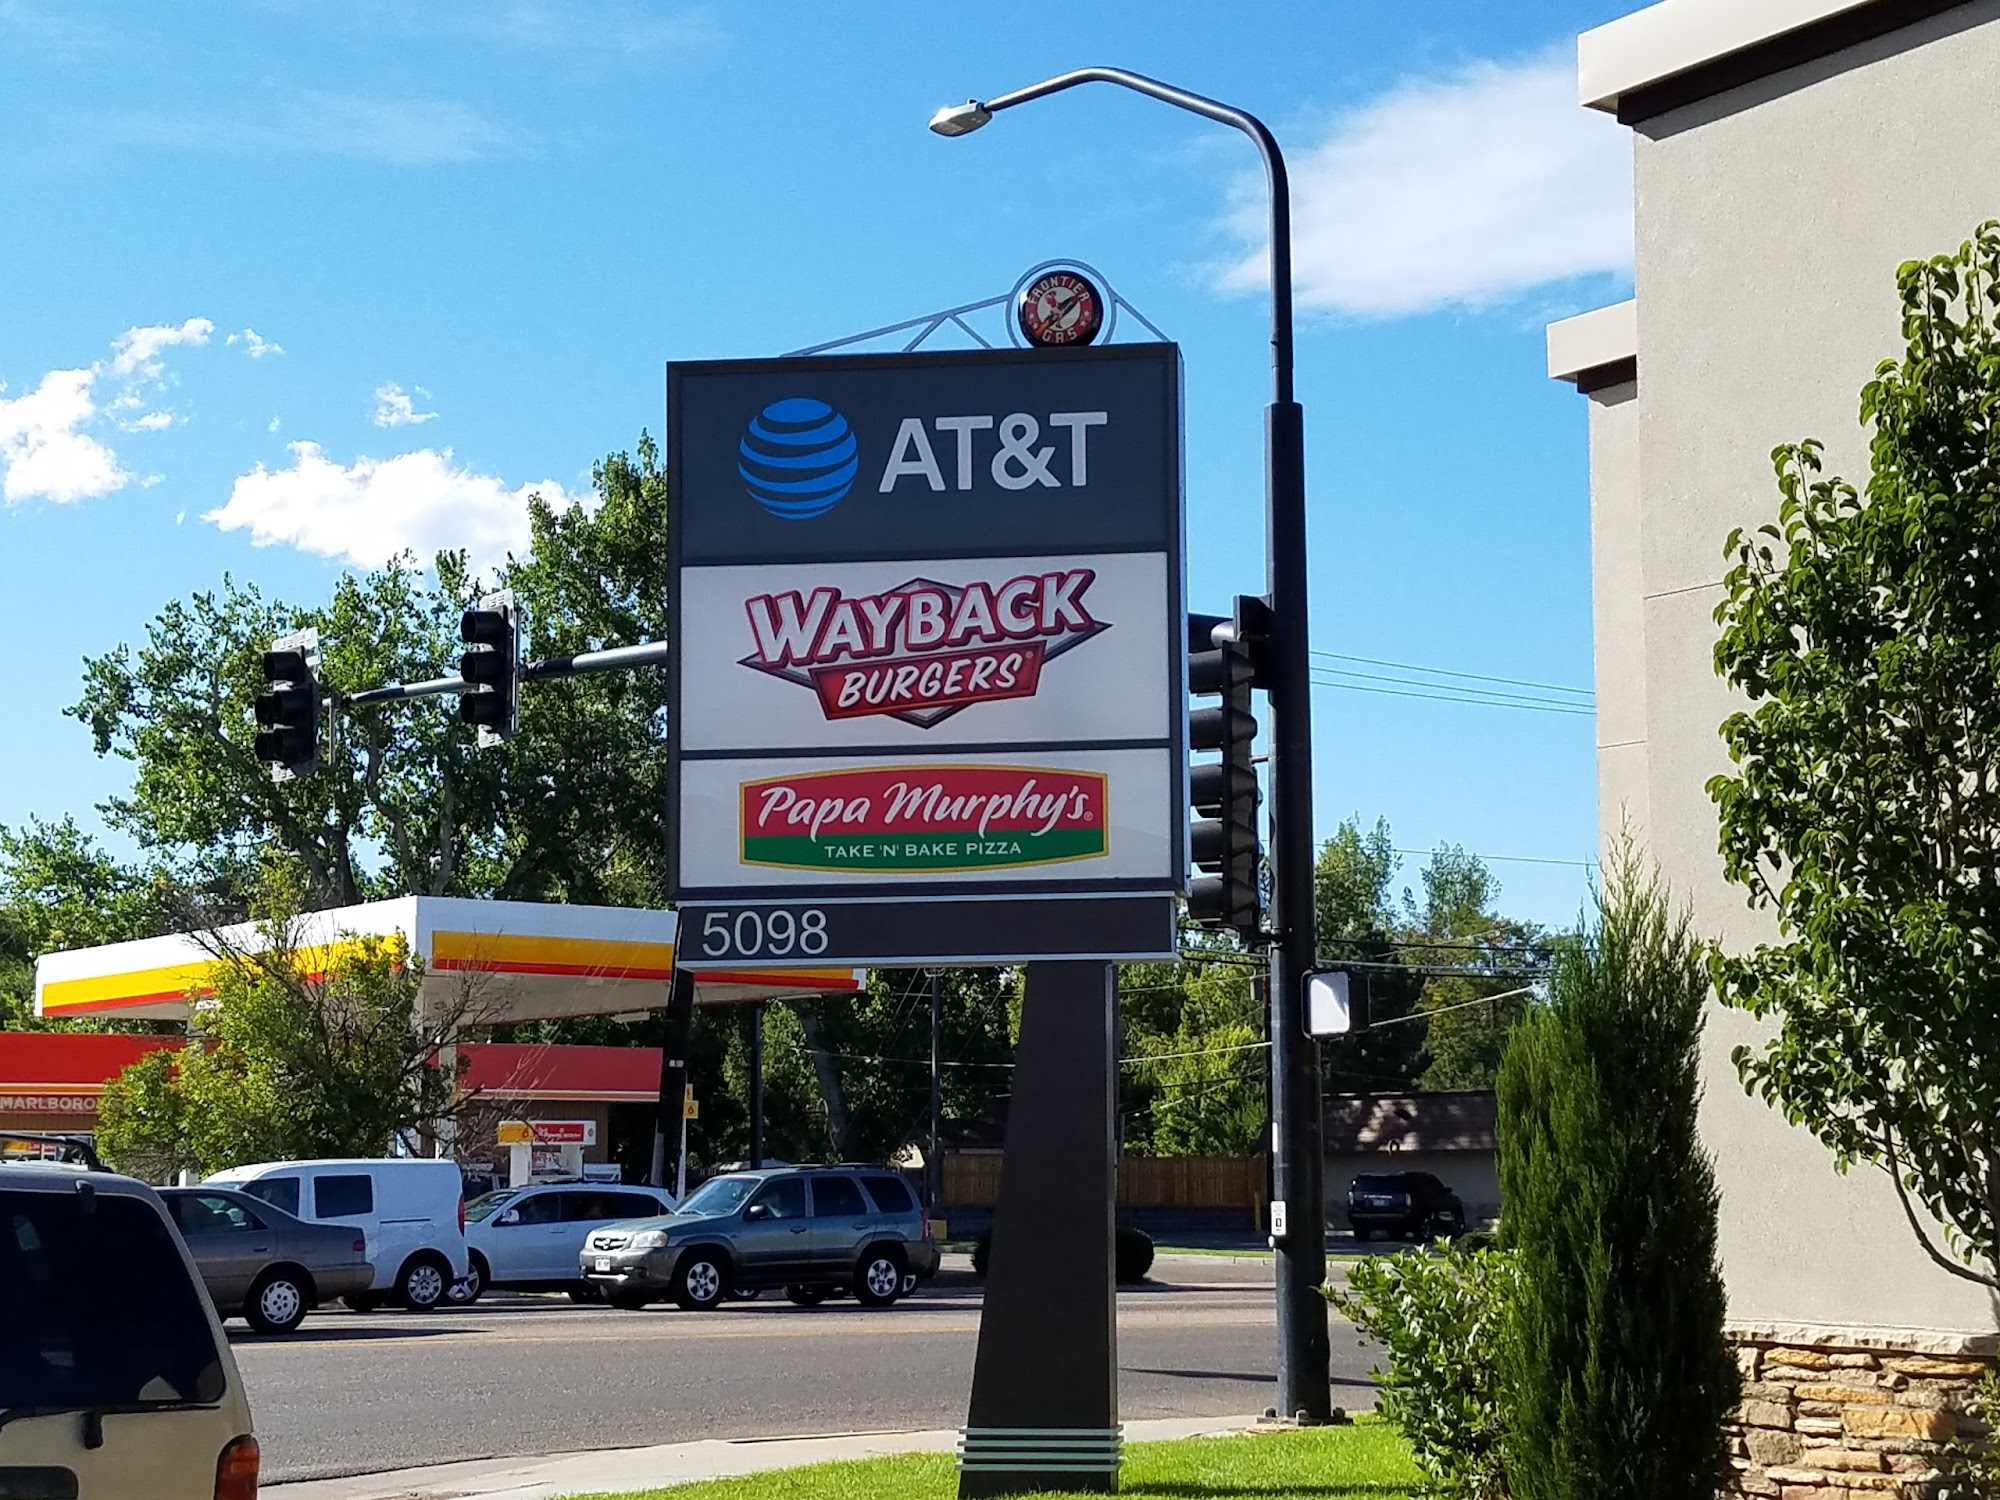 FRONTIER
GAS
AT&T
WAYBACK
BURGERS
Papa Murphy's
TAKE 'N' BAKE PIZZA
5098
MARLBORO